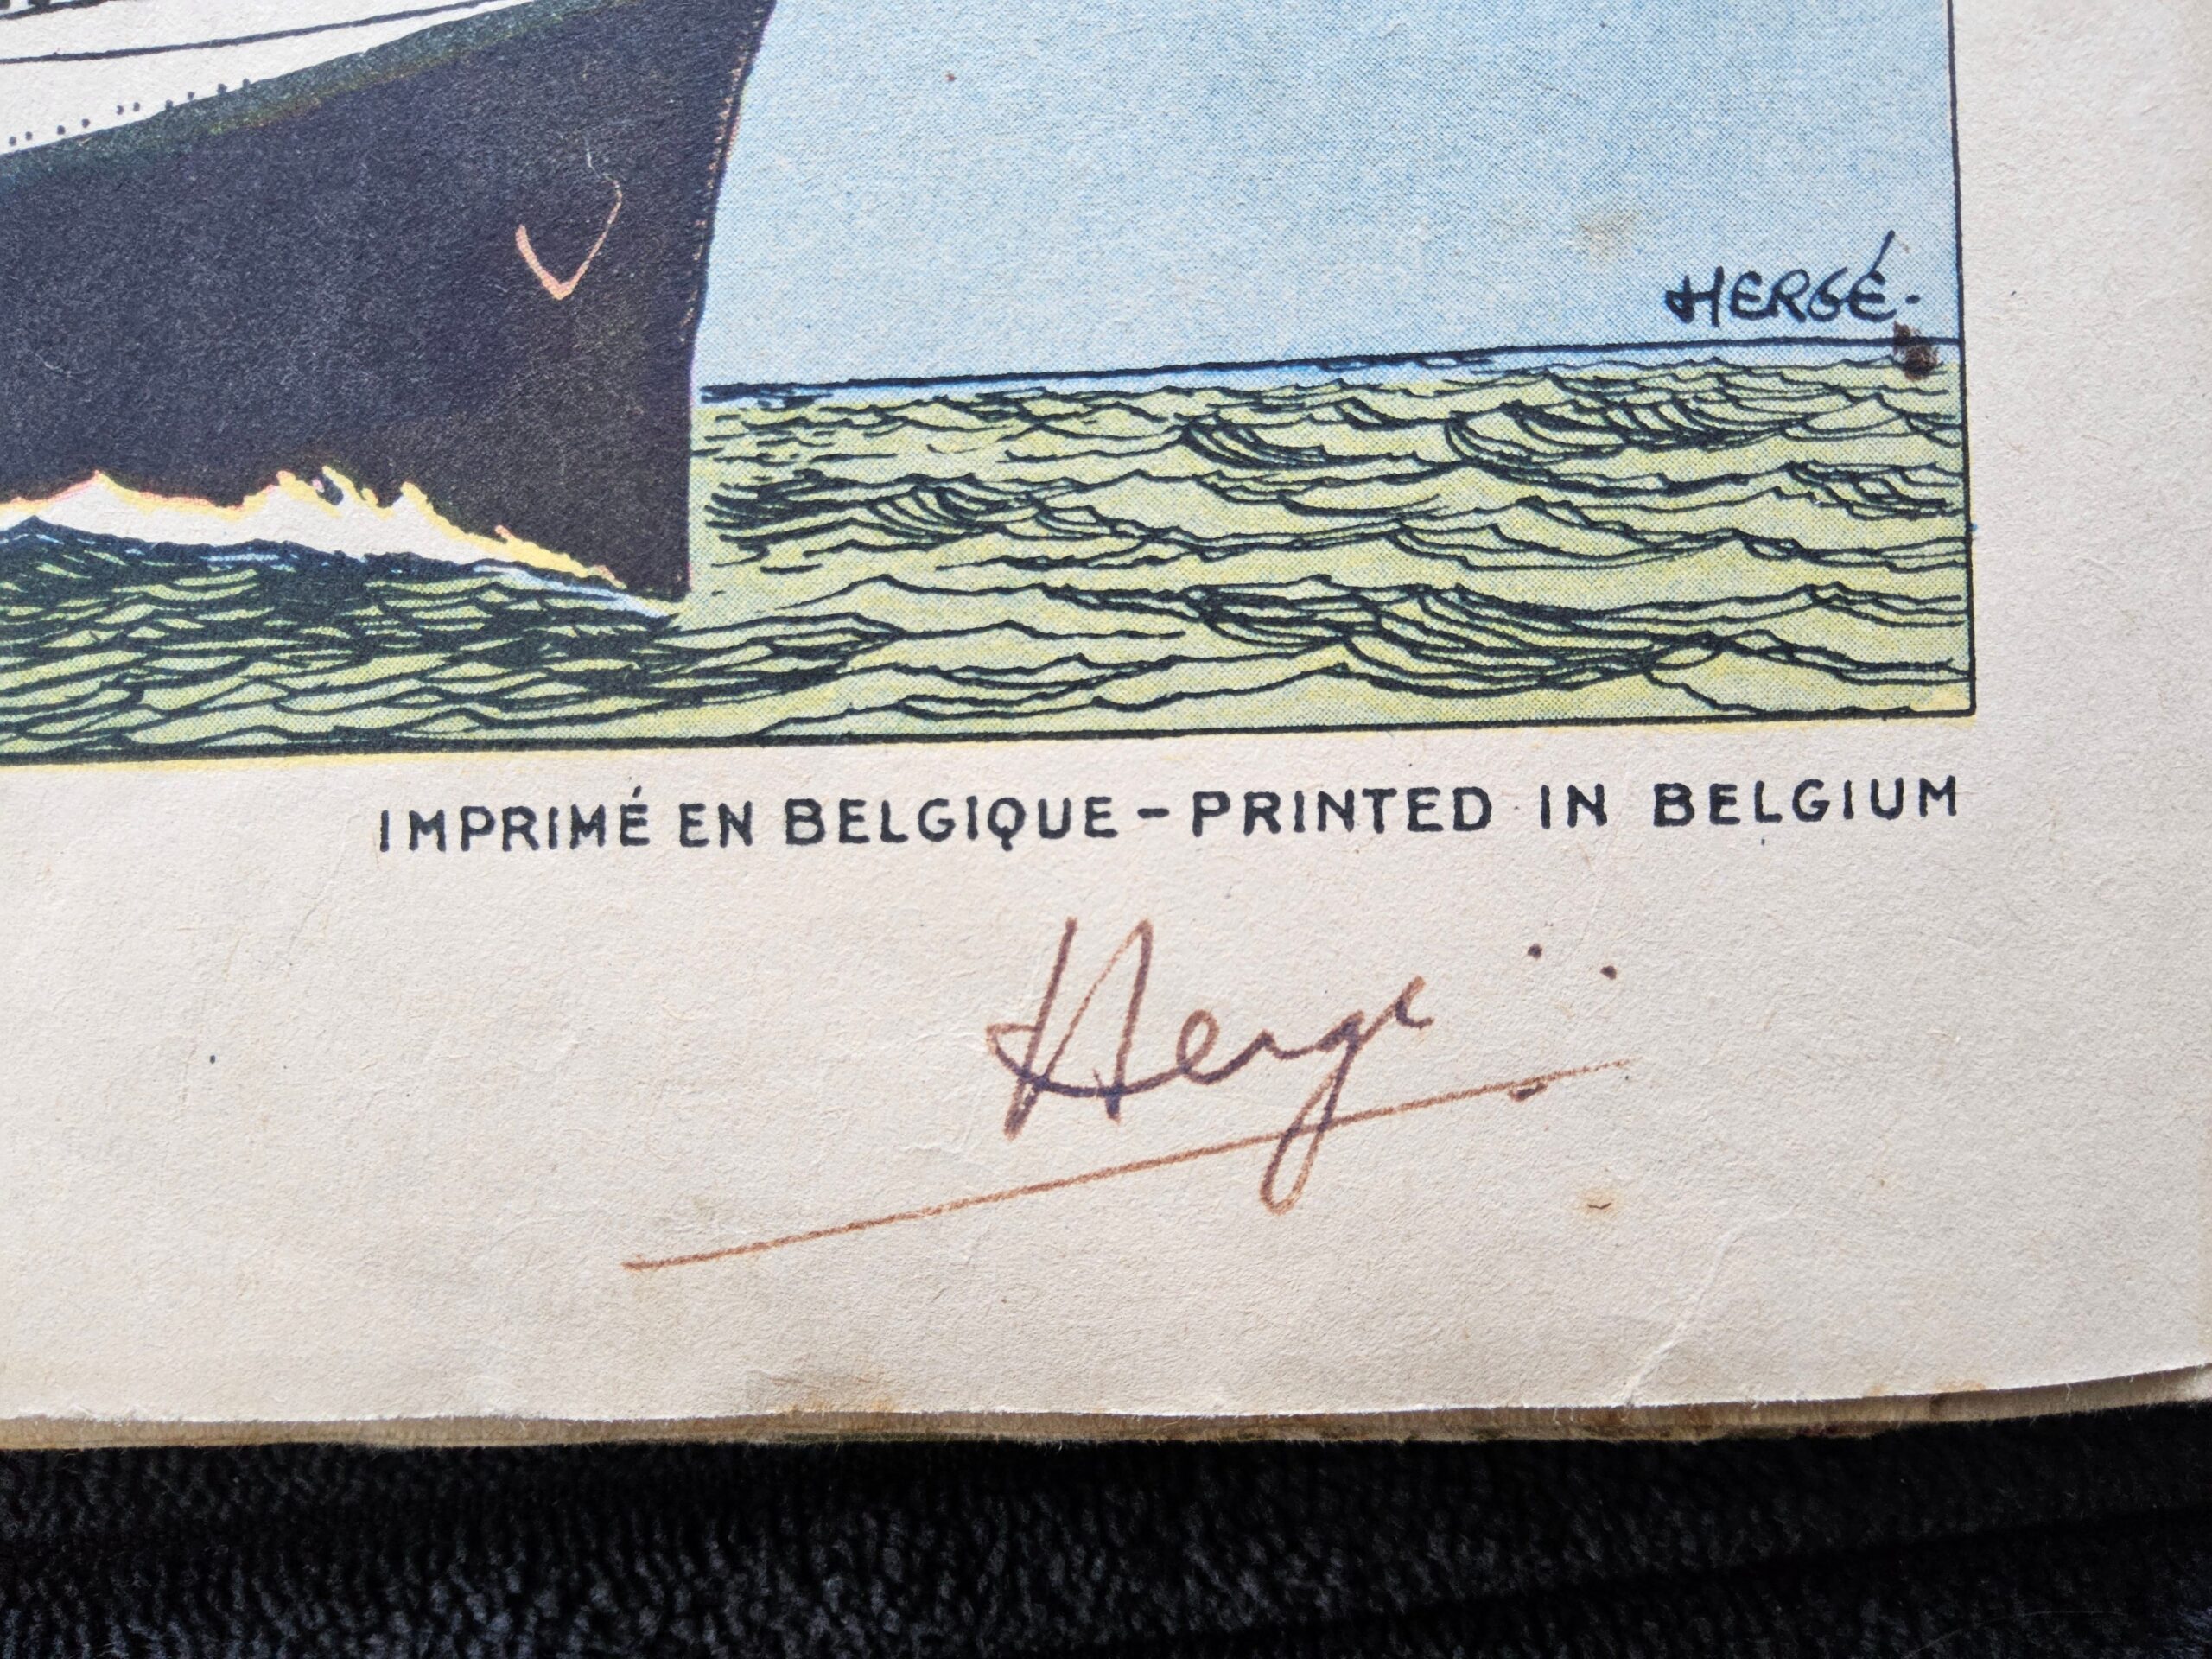 HERGÉ.
IMPRIMÉ EN BELGIQUE - PRINTED IN BELGIUM
Hergé